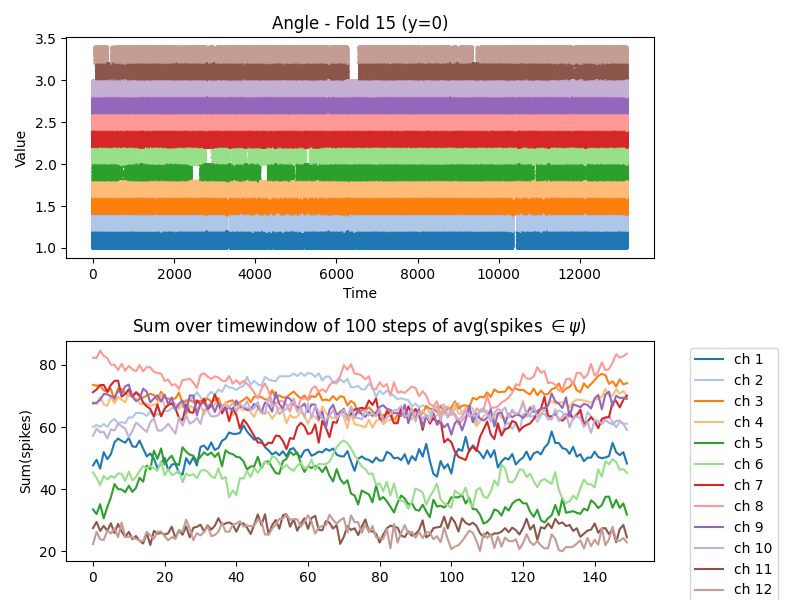 Angle - Fold 15 (y=0)
3.5
3.0
2.5
2.0
1.5
1.0
Value
0 2000 4000 6000 8000 10000 12000
Time
Sum over timewindow of 100 steps of avg(spikes ∈ ψ)
80
60
40
20
Sum(spikes)
0 20 40 60 80 100 120 140
ch 1
ch 2
ch 3
ch 4
ch 5
ch 6
ch 7
ch 8
ch 9
ch 10
ch 11
ch 12